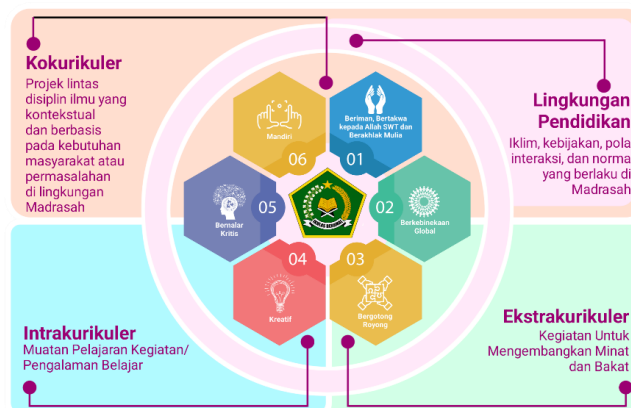 Kokurikuler
Projek lintas
disiplin ilmu yang
kontekstual
dan berbasis
pada kebutuhan
masyarakat atau
permasalahan
di lingkungan
Madrasah
Lingkungan
Pendidikan
Iklim, kebijakan, pola
interaksi, dan norma
yang berlaku di
Madrasah
Mandiri
06
Beriman, Bertakwa
kepada Allah SWT dan
Berakhlak Mulia
01
Bernalar
Kritis
05
02
Berkebinekaan
Global
IKHLAS BERAMAL
04
Kreatif
03
Bergotong
Royong
Intrakurikuler
Muatan Pelajaran Kegiatan/
Pengalaman Belajar
Ekstrakurikuler
Kegiatan Untuk
Mengembangkan Minat
dan Bakat